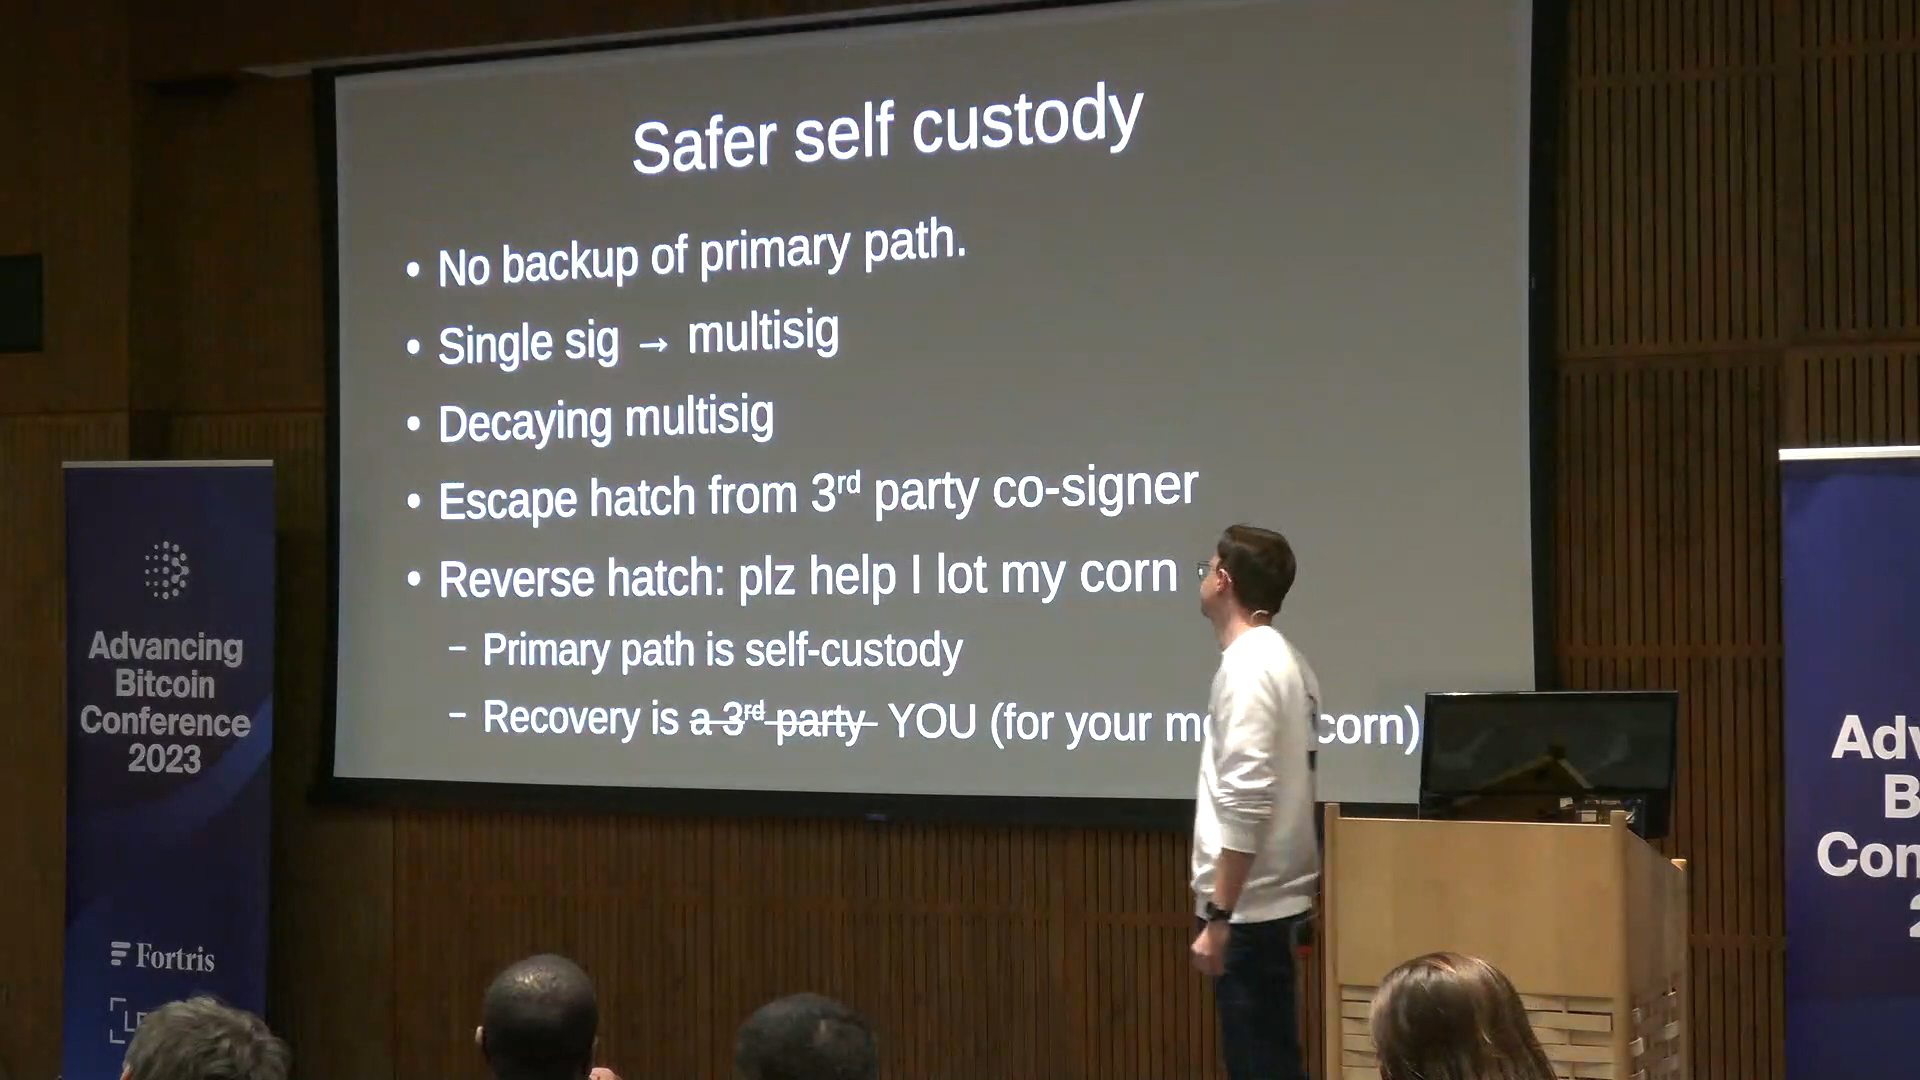 Safer self custody
• No backup of primary path.
• Single sig → multisig
• Decaying multisig
• Escape hatch from 3rd party co-signer
• Reverse hatch: plz help I lot my corn
– Primary path is self-custody
– Recovery is a 3rd party YOU (for your corn)
Advancing
Bitcoin
Conference
2023
Fortris